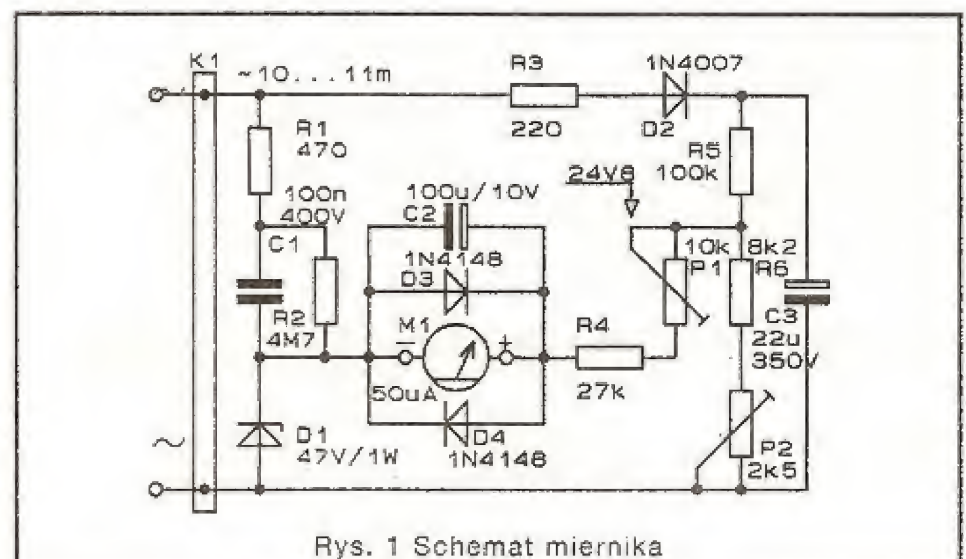 K1
~10...11m
R3
220
1N4007
D2
R1
470
R5
100k
24V8
100n
400V
C1
100u/10V
C2
1N4148
D3
10k
P1
8k2
R6
R2
4M7
M1
–
+
R4
27k
C3
22u
350V
50uA
~
D1
47V/1W
D4
1N4148
P2
2k5
Rys. 1 Schemat miernika